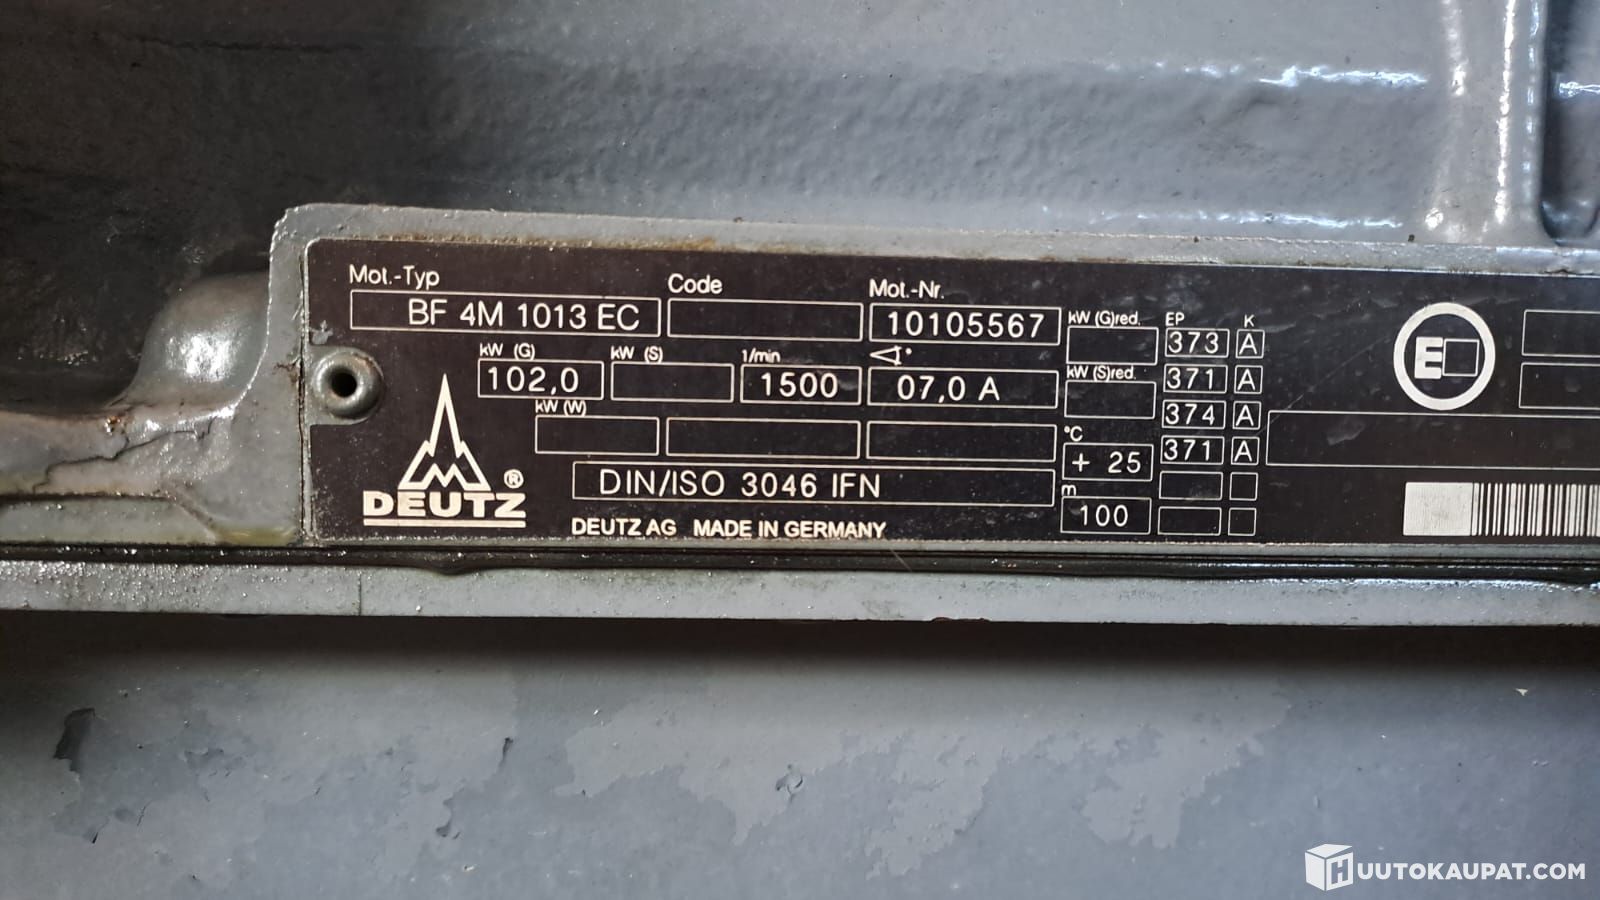 Mot.-Typ Code Mot.-Nr.
BF 4M 1013 EC 10105567
kW (G)red. EP K
373 A
kW (G) kW (S) 1/min °
102,0 1500 07,0 A
kW (S)red. 371 A
kW (W) 374 A
°C
+ 25 371 A
DIN/ISO 3046 IFN
m
100
DEUTZ ®
DEUTZ AG MADE IN GERMANY
E
HUUTOKAUPAT.COM